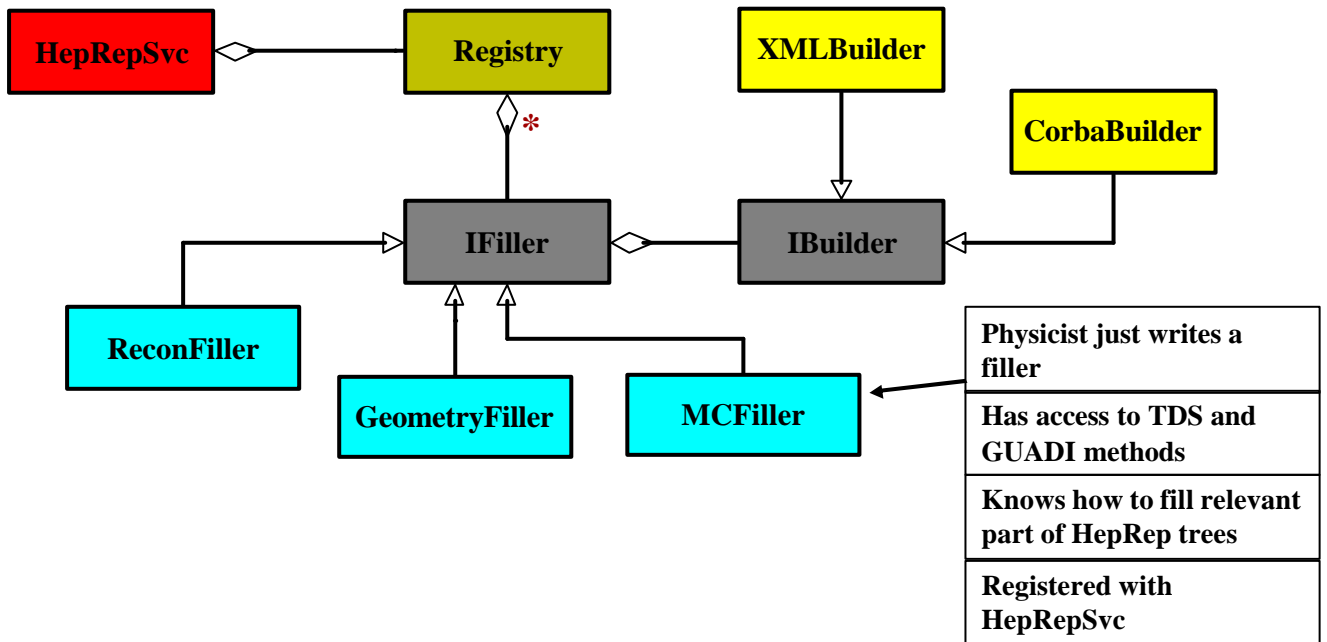 HepRepSvc
Registry
XMLBuilder
*
CorbaBuilder
IFiller
IBuilder
ReconFiller
GeometryFiller
MCFiller
Physicist just writes a
filler
Has access to TDS and
GUADI methods
Knows how to fill relevant
part of HepRep trees
Registered with
HepRepSvc